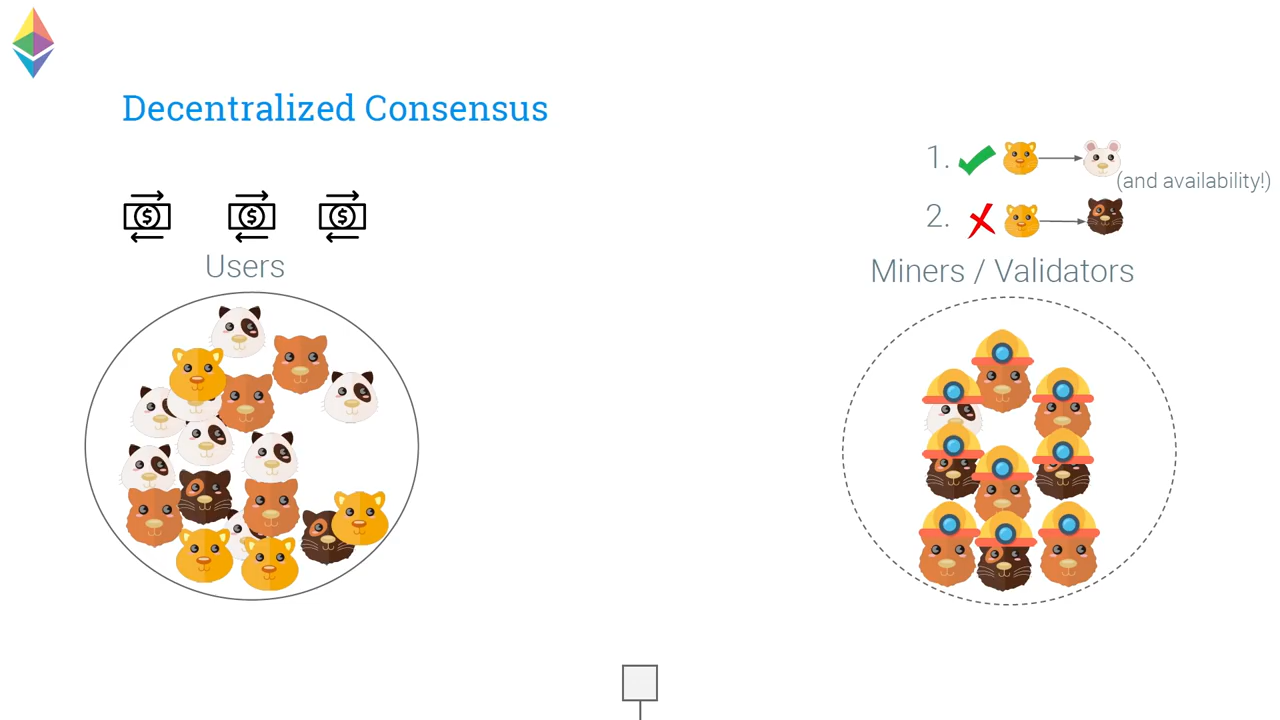 Decentralized Consensus
1.
(and availability!)
2.
$ $ $
Users
Miners / Validators